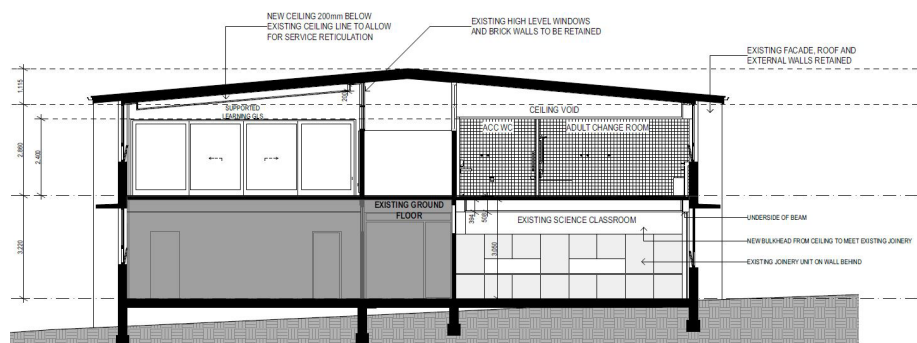 NEW CEILING 200mm BELOW
EXISTING CEILING LINE TO ALLOW
FOR SERVICE RETICULATION
EXISTING HIGH LEVEL WINDOWS
AND BRICK WALLS TO BE RETAINED
EXISTING FACADE, ROOF AND
EXTERNAL WALLS RETAINED
1,115
200
SUPPORTED
LEARNING GLS
CEILING VOID
ACC WC
ADULT CHANGE ROOM
2,860
2,400
EXISTING GROUND
FLOOR
394
508
EXISTING SCIENCE CLASSROOM
UNDERSIDE OF BEAM
NEW BULKHEAD FROM CEILING TO MEET EXISTING JOINERY
3,220
3,050
EXISTING JOINERY UNIT ON WALL BEHIND